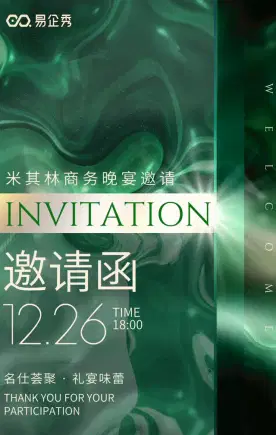 易企秀
WELCOME
米其林商务晚宴邀请
INVITATION
邀请函
12.26
TIME
18:00
名仕荟聚 · 礼宴味蕾
THANK YOU FOR YOUR
PARTICIPATION